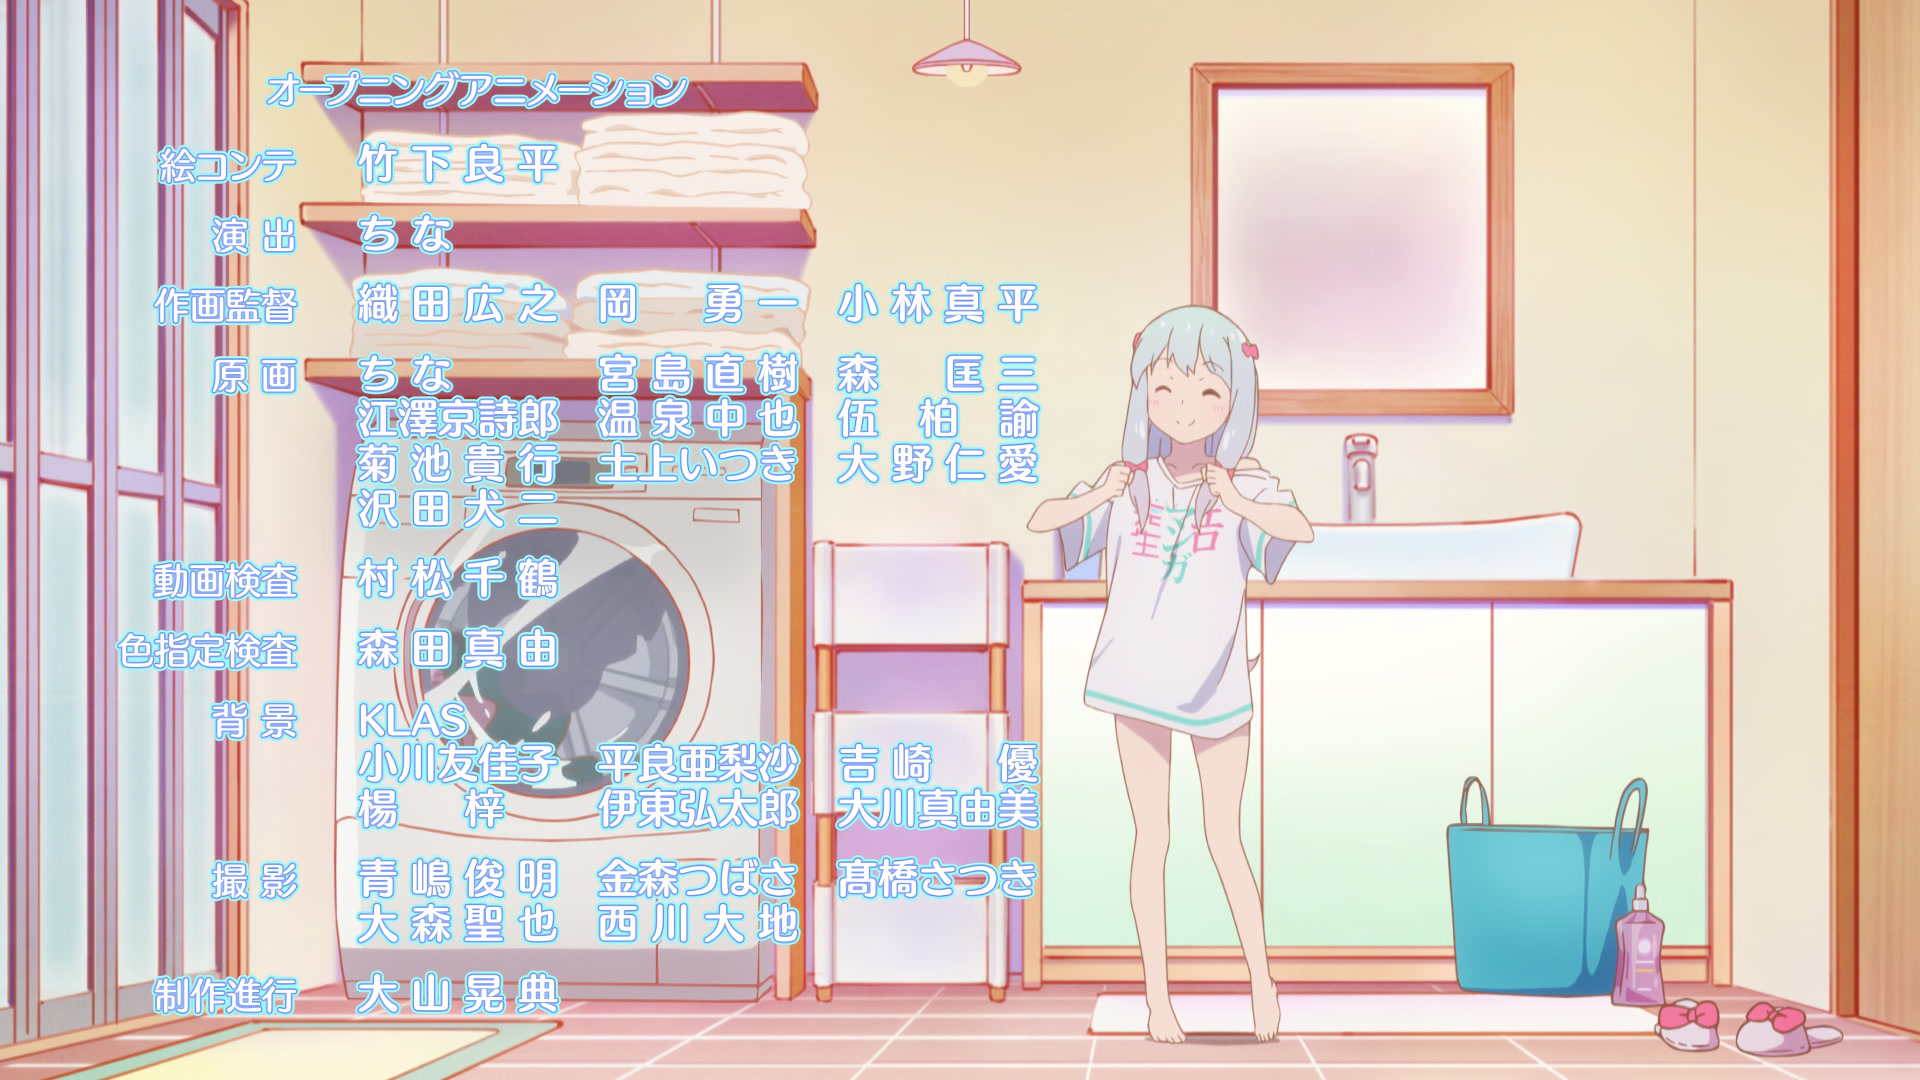 オープニングアニメーション
絵コンテ 竹下良平
演出 ちな
作画監督 織田広之 岡勇一 小林真平
原画 ちな 宮島直樹 森匡三
江澤京詩郎 温泉中也 伍柏諭
菊池貴行 土上いつき 大野仁愛
沢田犬二
動画検査 村松千鶴
色指定検査 森田真由
背景 KLAS
小川友佳子 平良亜梨沙 吉崎優
楊梓 伊東弘太郎 大川真由美
撮影 青嶋俊明 金森つばさ 髙橋さつき
大森聖也 西川大地
制作進行 大山晃典